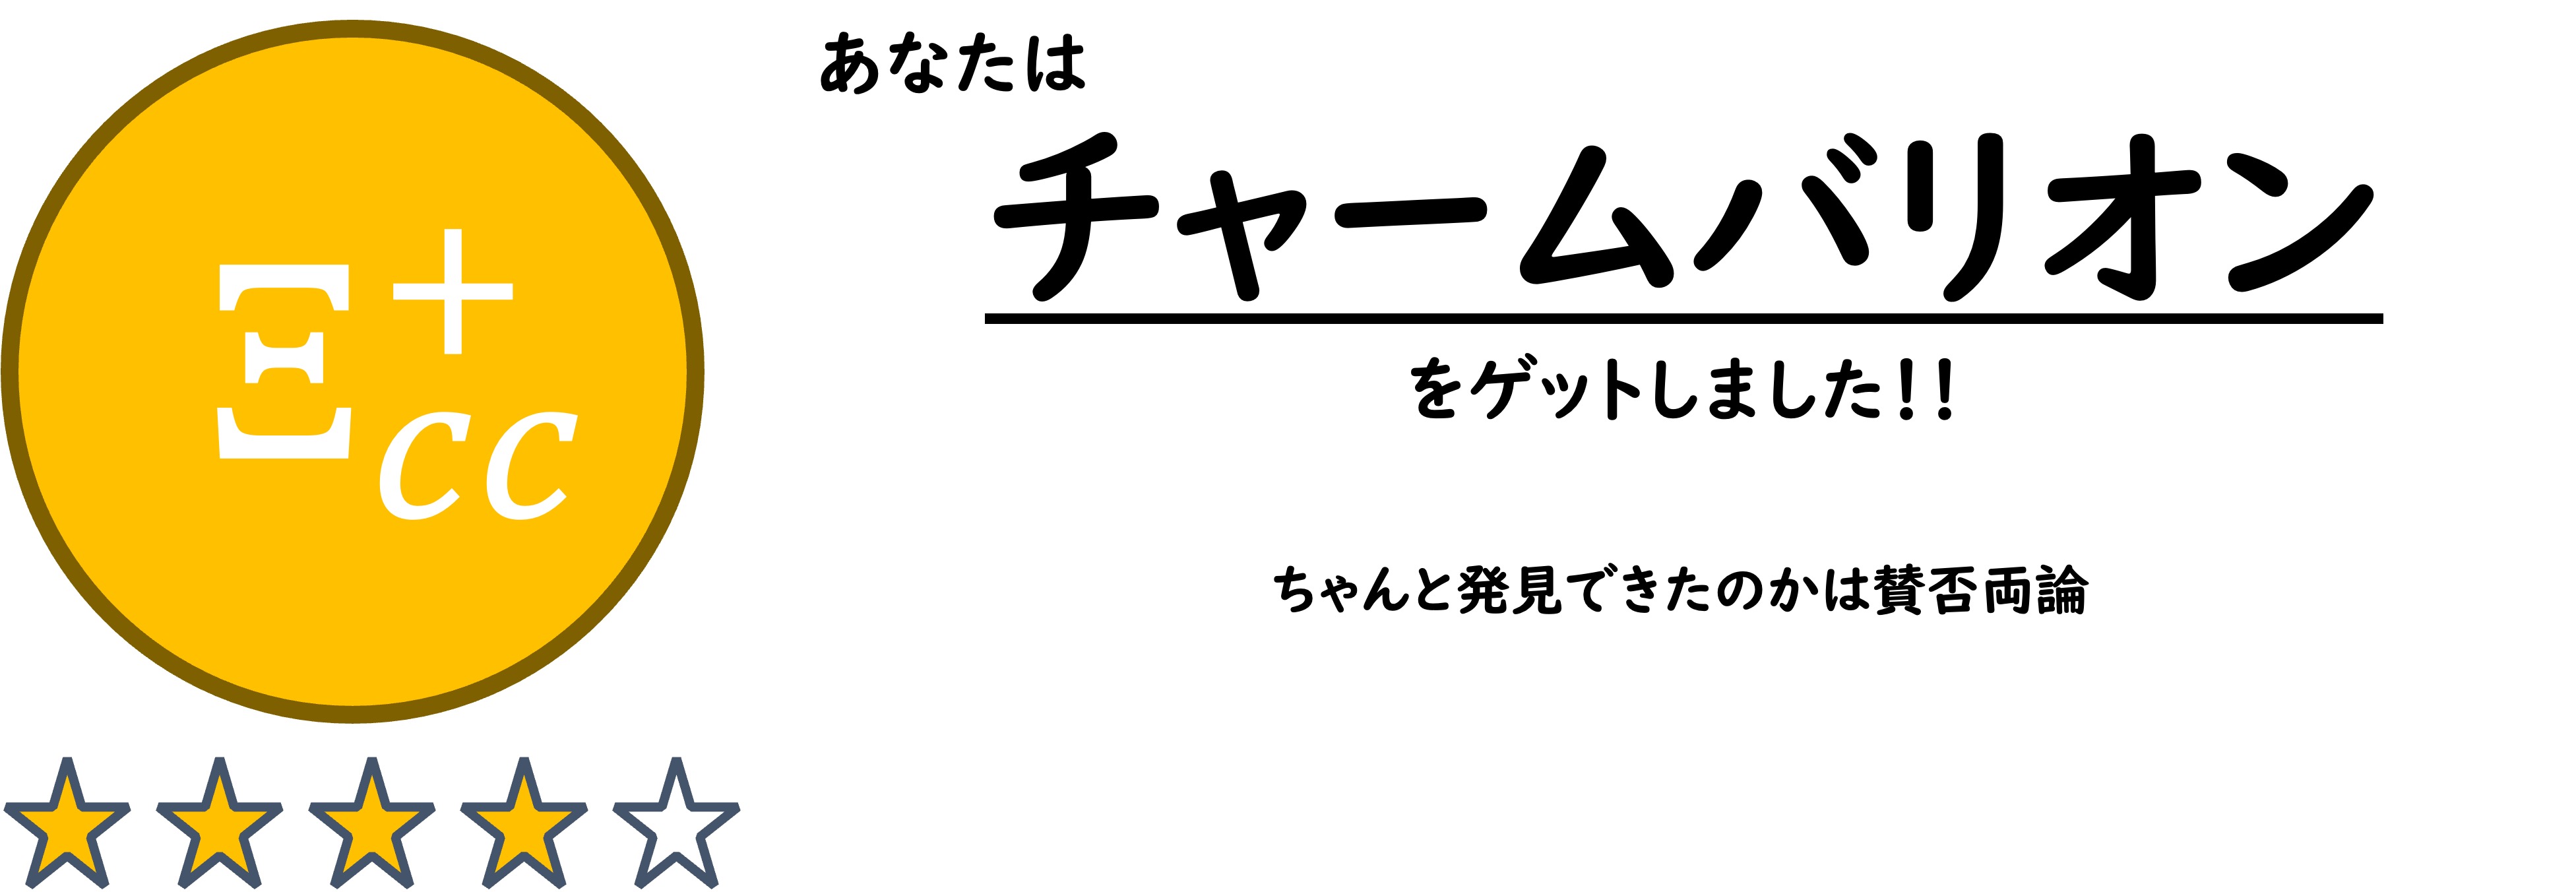 Ξ⁺cc
あなたは
チャームバリオン
をゲットしました!!
ちゃんと発見できたのかは賛否両論